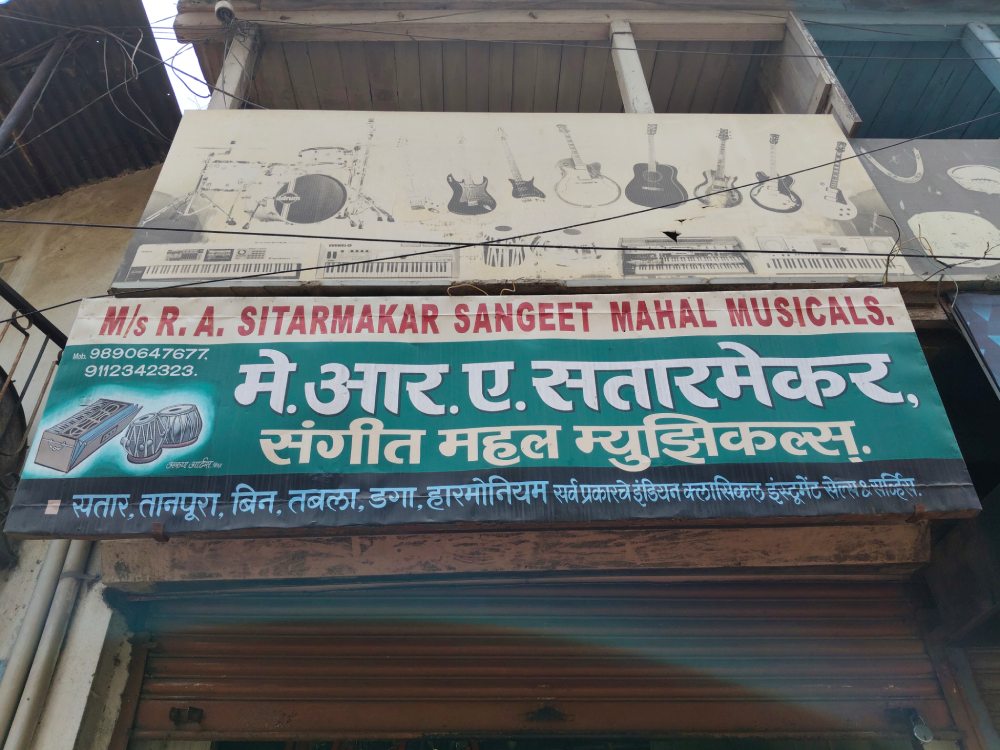 drum
M/s R. A. SITARMAKAR SANGEET MAHAL MUSICALS.
Mob. 9890647677,
9112342323.
मे. आर. ए. सतारमेकर,
संगीत महल म्युझिकल्स्.
सतार, तानपूरा, बिन, तबला, डगा, हारमोनियम सर्व प्रकारचे इंडियन क्लासिकल इंस्ट्रूमेंट सेल्स & सर्व्हिस.